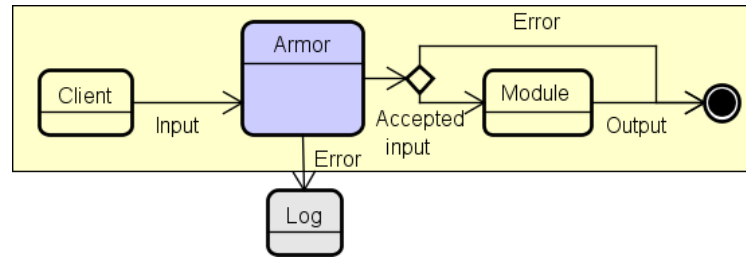 Error
Armor
Client
Module
Input
Accepted
input
Output
Error
Log